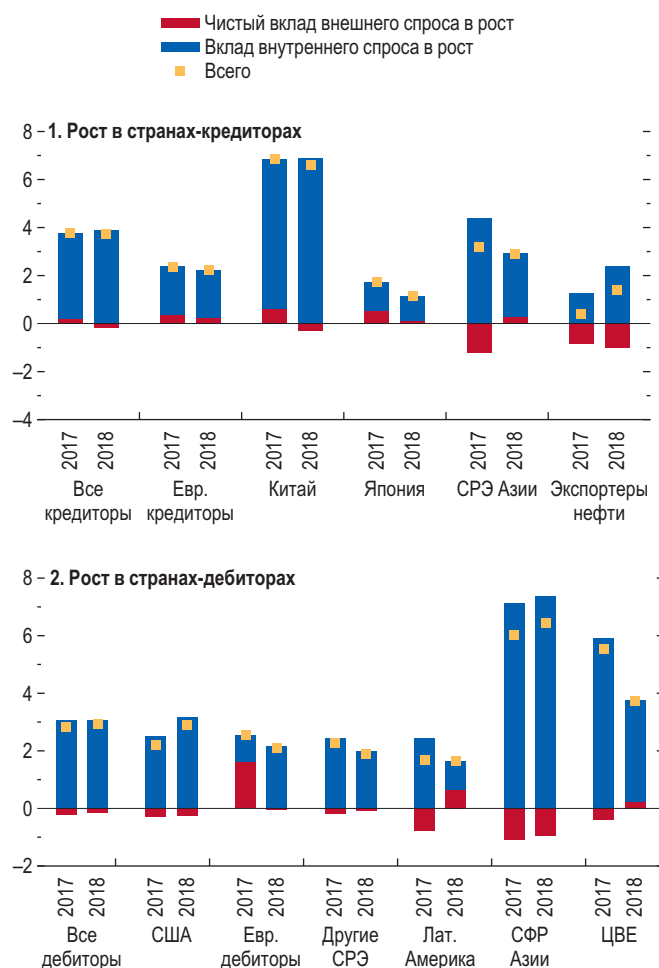 Чистый вклад внешнего спроса в рост
Вклад внутреннего спроса в рост
Всего
1. Рост в странах-кредиторах
8
6
4
2
0
–2
–4
2017 2018 2017 2018 2017 2018 2017 2018 2017 2018 2017 2018
Все Евр. Китай Япония СРЭ Азии Экспортеры
кредиторы кредиторы нефти
2. Рост в странах-дебиторах
8
6
4
2
0
–2
2017 2018 2017 2018 2017 2018 2017 2018 2017 2018 2017 2018 2017 2018
Все США Евр. Другие Лат. СФР ЦВЕ
дебиторы дебиторы СРЭ Америка Азии